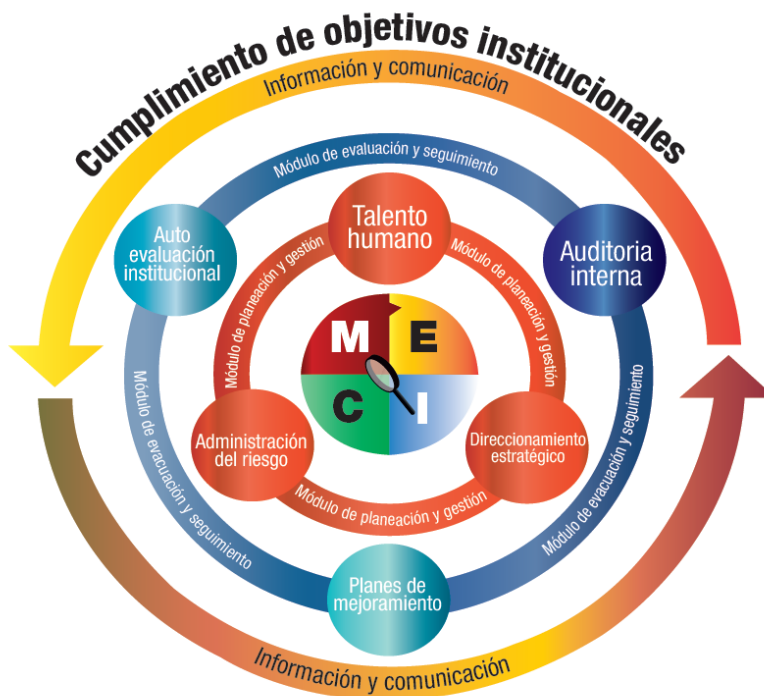 Cumplimiento de objetivos institucionales
Información y comunicación
Módulo de evaluación y seguimiento
Talento
humano
Auto
evaluación
institucional
Auditoria
interna
Módulo de planeación y gestión
Módulo de planeación y gestión
M E
C I
Módulo de evacuación y seguimiento
Módulo de evacuación y seguimiento
Administración
del riesgo
Direccionamiento
estratégico
Módulo de planeación y gestión
Planes de
mejoramiento
Información y comunicación